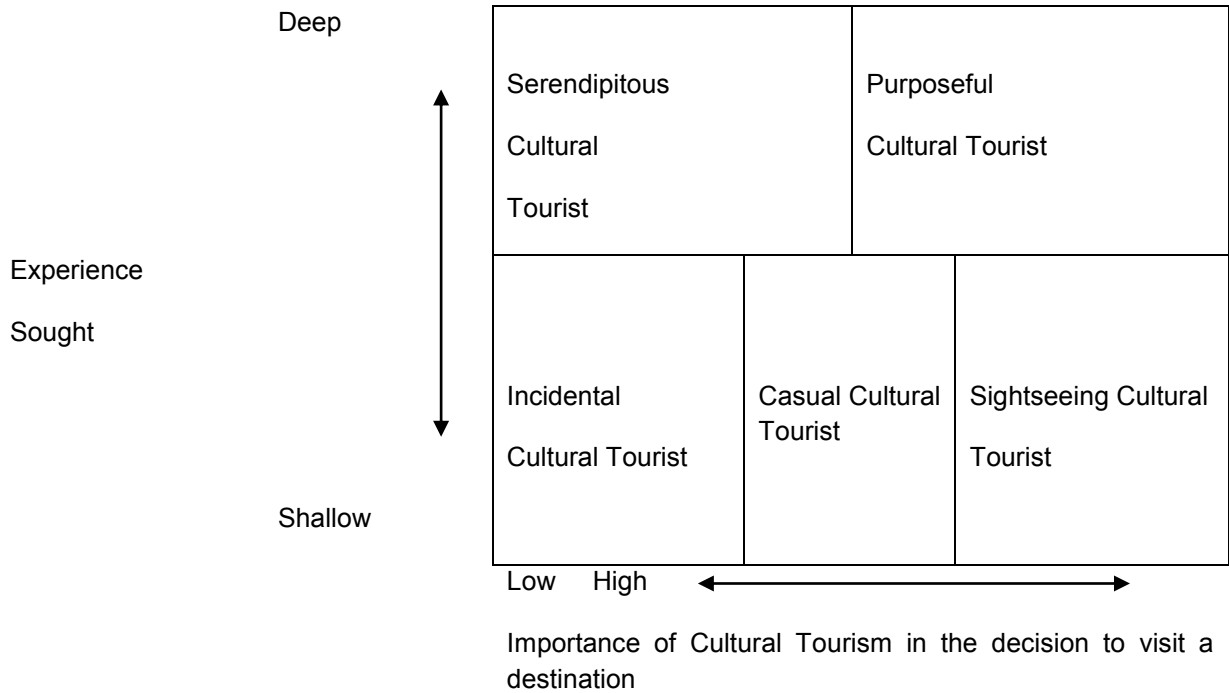 Deep
Serendipitous
Cultural
Tourist
Purposeful
Cultural Tourist
Experience
Sought
Incidental
Cultural Tourist
Casual Cultural
Tourist
Sightseeing Cultural
Tourist
Shallow
Low High
Importance of Cultural Tourism in the decision to visit a
destination